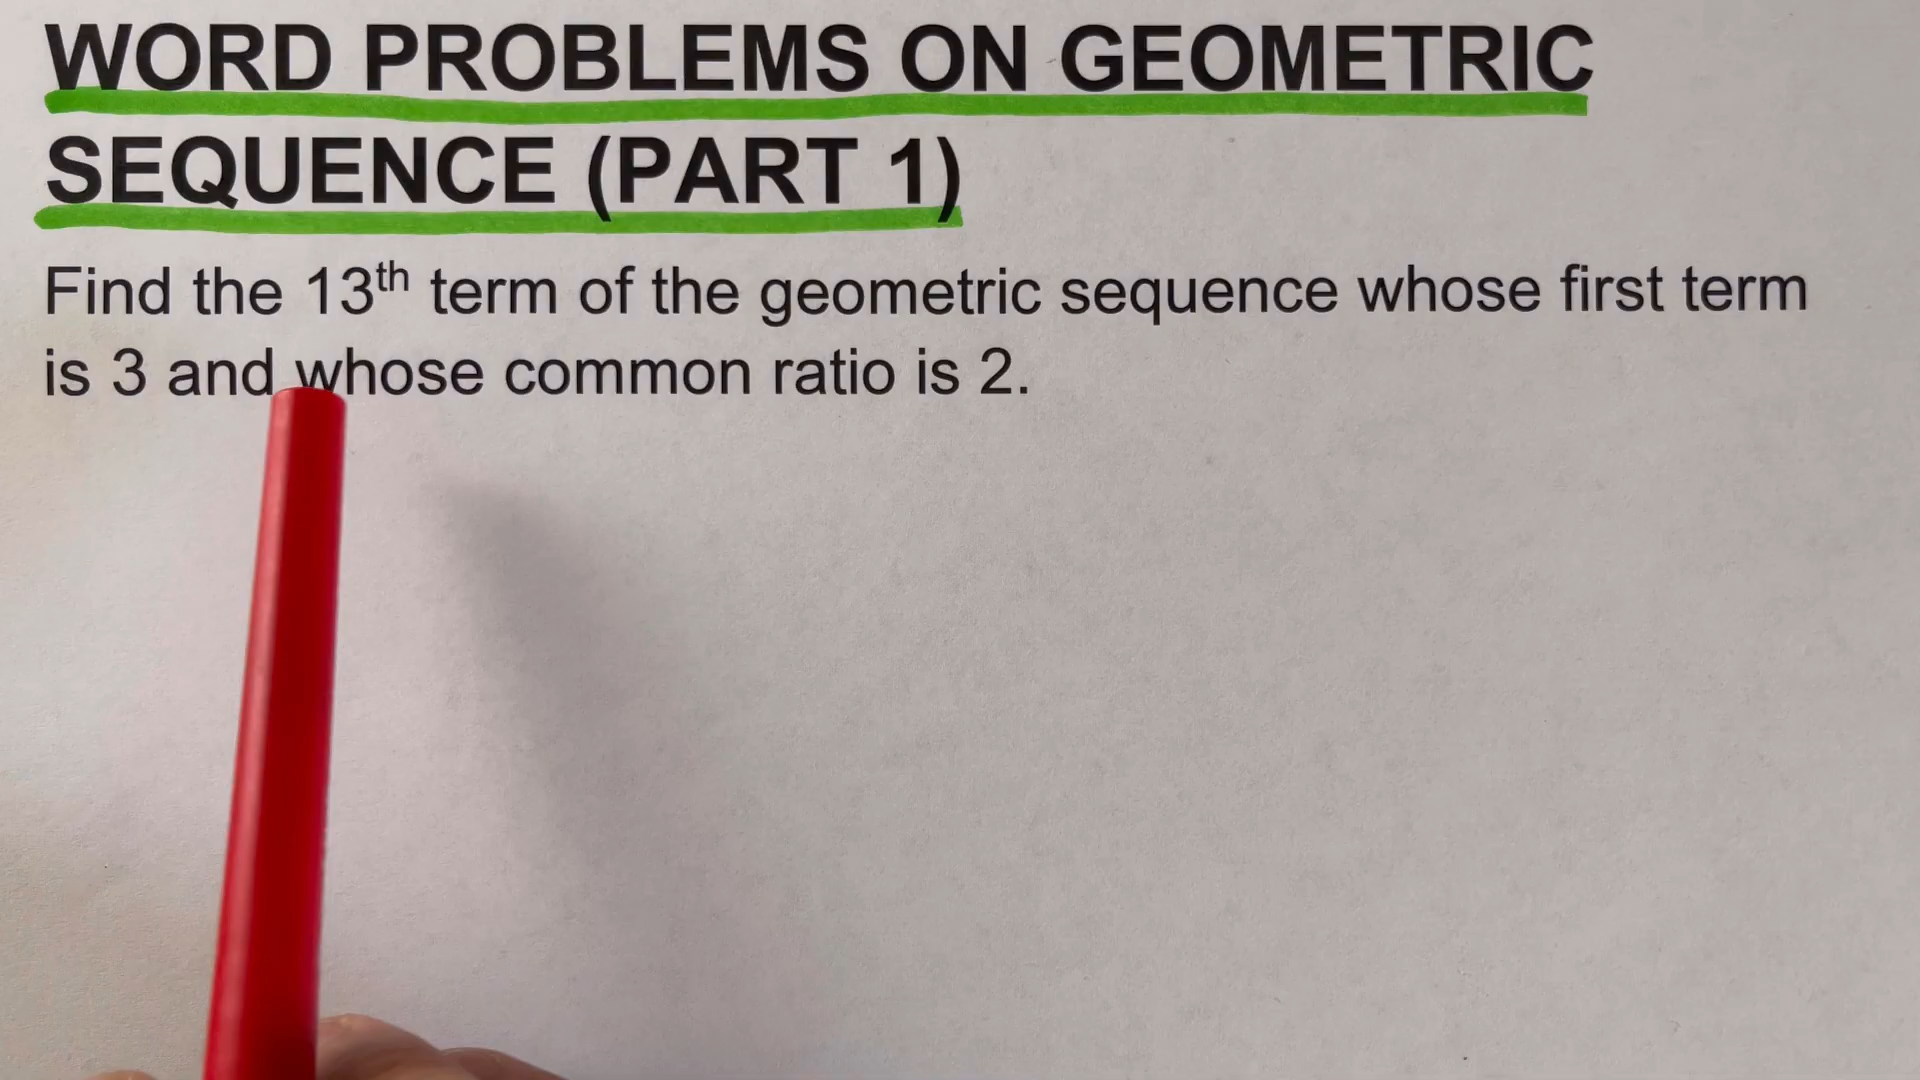 WORD PROBLEMS ON GEOMETRIC
SEQUENCE (PART 1)
Find the 13th term of the geometric sequence whose first term
is 3 and whose common ratio is 2.